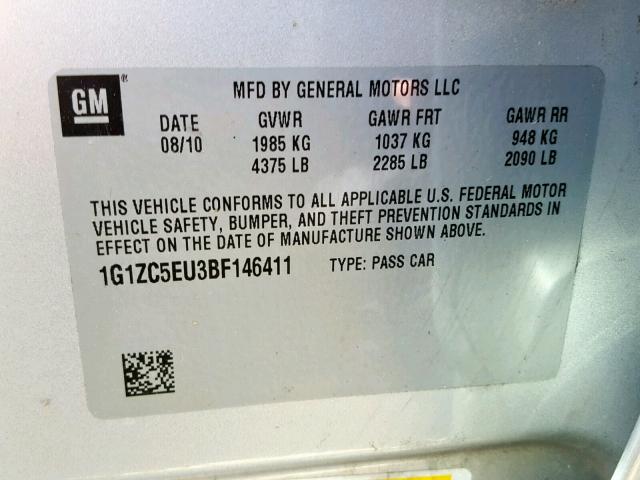 GM ®
MFD BY GENERAL MOTORS LLC
DATE GVWR GAWR FRT GAWR RR
08/10 1985 KG 1037 KG 948 KG
4375 LB 2285 LB 2090 LB
THIS VEHICLE CONFORMS TO ALL APPLICABLE U.S. FEDERAL MOTOR
VEHICLE SAFETY, BUMPER, AND THEFT PREVENTION STANDARDS IN
EFFECT ON THE DATE OF MANUFACTURE SHOWN ABOVE.
1G1ZC5EU3BF146411 TYPE: PASS CAR